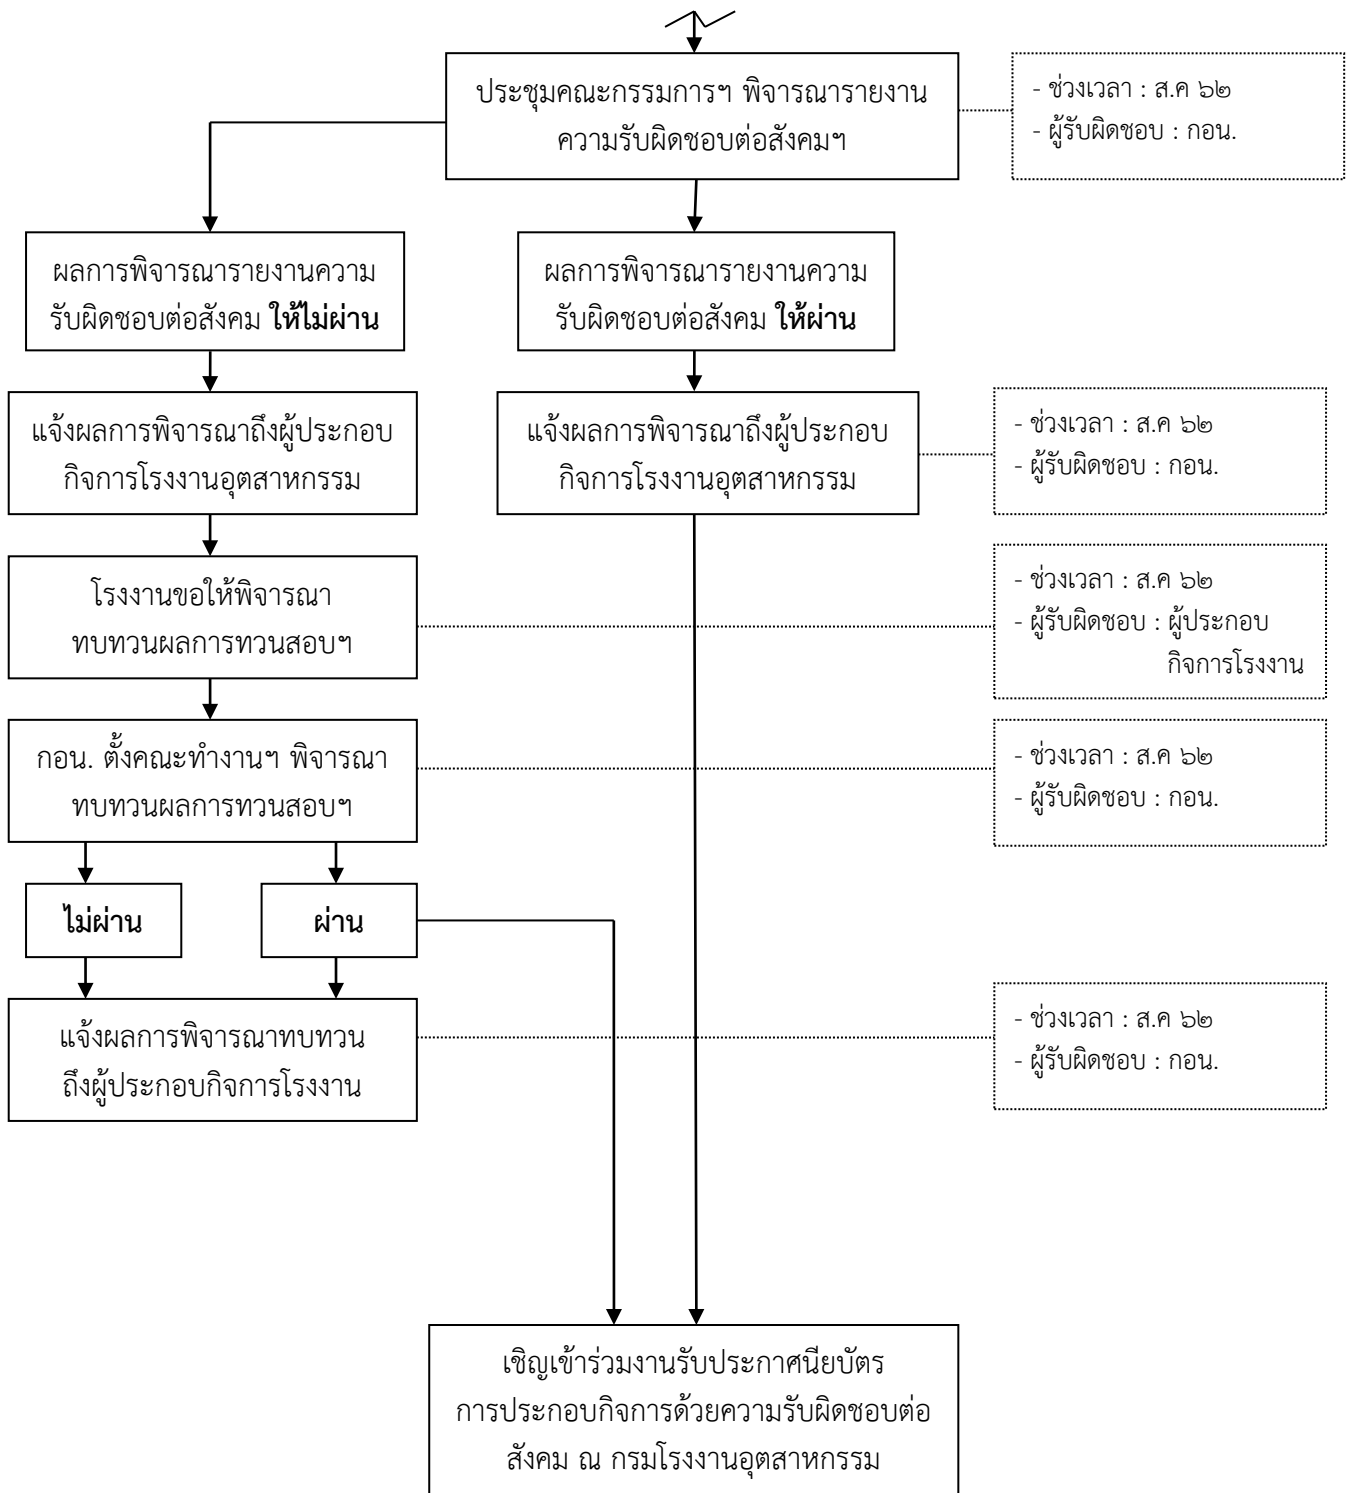 ประชุมคณะกรรมการฯ พิจารณารายงาน
ความรับผิดชอบต่อสังคมฯ
- ช่วงเวลา : ส.ค ๖๒
- ผู้รับผิดชอบ : กอน.
ผลการพิจารณารายงานความ
รับผิดชอบต่อสังคม ให้ไม่ผ่าน
ผลการพิจารณารายงานความ
รับผิดชอบต่อสังคม ให้ผ่าน
แจ้งผลการพิจารณาถึงผู้ประกอบ
กิจการโรงงานอุตสาหกรรม
แจ้งผลการพิจารณาถึงผู้ประกอบ
กิจการโรงงานอุตสาหกรรม
- ช่วงเวลา : ส.ค ๖๒
- ผู้รับผิดชอบ : กอน.
โรงงานขอให้พิจารณา
ทบทวนผลการทวนสอบฯ
- ช่วงเวลา : ส.ค ๖๒
- ผู้รับผิดชอบ : ผู้ประกอบ
กิจการโรงงาน
กอน. ตั้งคณะทำงานฯ พิจารณา
ทบทวนผลการทวนสอบฯ
- ช่วงเวลา : ส.ค ๖๒
- ผู้รับผิดชอบ : กอน.
ไม่ผ่าน
ผ่าน
แจ้งผลการพิจารณาทบทวน
ถึงผู้ประกอบกิจการโรงงาน
- ช่วงเวลา : ส.ค ๖๒
- ผู้รับผิดชอบ : กอน.
เชิญเข้าร่วมงานรับประกาศนียบัตร
การประกอบกิจการด้วยความรับผิดชอบต่อ
สังคม ณ กรมโรงงานอุตสาหกรรม